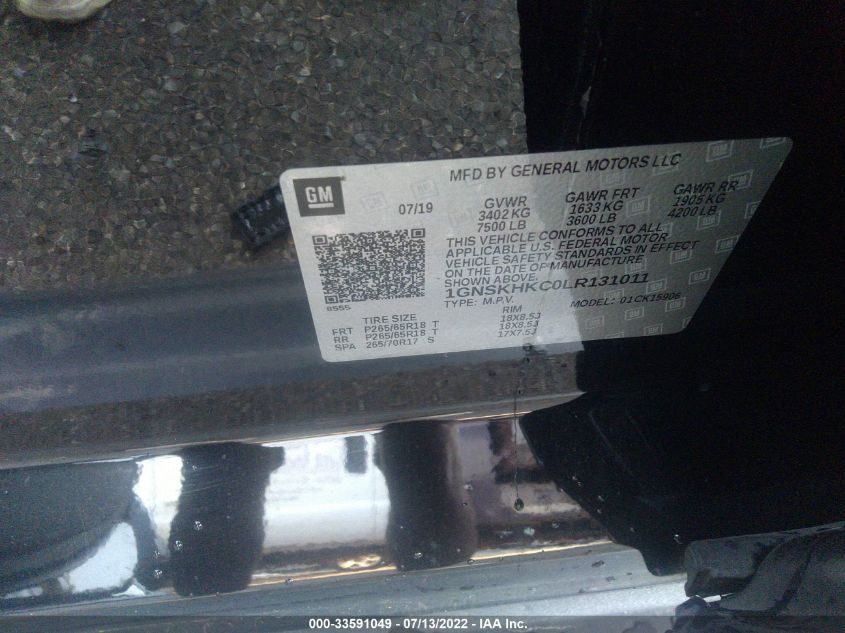 MFD BY GENERAL MOTORS LLC
GM
07/19
GVWR GAWR FRT GAWR RR
3402 KG 1633 KG 1905 KG
7500 LB 3600 LB 4200 LB
THIS VEHICLE CONFORMS TO ALL
APPLICABLE U.S. FEDERAL MOTOR
VEHICLE SAFETY STANDARDS IN EFFECT
ON THE DATE OF MANUFACTURE
SHOWN ABOVE.
1GNSKHKC0LR131011
8555
TYPE: M.P.V. MODEL: 01CK15906
TIRE SIZE RIM
FRT P265/65R18 T 18X8.5J
RR P265/65R18 T 18X8.5J
SPA 265/70R17 S 17X7.5J
000-33591049 - 07/13/2022 - IAA Inc.